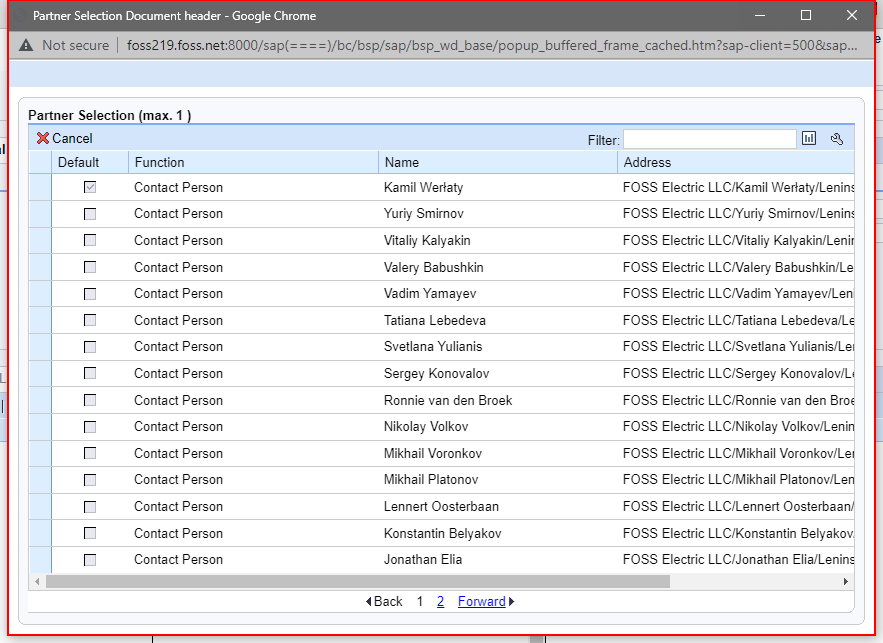 Partner Selection Document header - Google Chrome
Not secure | foss219.foss.net:8000/sap(====)/bc/bsp/sap/bsp_wd_base/popup_buffered_frame_cached.htm?sap-client=500&sap...
Partner Selection (max. 1 )
Cancel Filter:
Default Function Name Address
Contact Person Kamil Werłaty FOSS Electric LLC/Kamil Werłaty/Lenins
Contact Person Yuriy Smirnov FOSS Electric LLC/Yuriy Smirnov/Lenins
Contact Person Vitaliy Kalyakin FOSS Electric LLC/Vitaliy Kalyakin/Lenin
Contact Person Valery Babushkin FOSS Electric LLC/Valery Babushkin/Le
Contact Person Vadim Yamayev FOSS Electric LLC/Vadim Yamayev/Leni
Contact Person Tatiana Lebedeva FOSS Electric LLC/Tatiana Lebedeva/Le
Contact Person Svetlana Yulianis FOSS Electric LLC/Svetlana Yulianis/Ler
Contact Person Sergey Konovalov FOSS Electric LLC/Sergey Konovalov/L
Contact Person Ronnie van den Broek FOSS Electric LLC/Ronnie van den Broe
Contact Person Nikolay Volkov FOSS Electric LLC/Nikolay Volkov/Lenin
Contact Person Mikhail Voronkov FOSS Electric LLC/Mikhail Voronkov/Ler
Contact Person Mikhail Platonov FOSS Electric LLC/Mikhail Platonov/Len
Contact Person Lennert Oosterbaan FOSS Electric LLC/Lennert Oosterbaan/
Contact Person Konstantin Belyakov FOSS Electric LLC/Konstantin Belyakov
Contact Person Jonathan Elia FOSS Electric LLC/Jonathan Elia/Lenins
Back 1 2 Forward